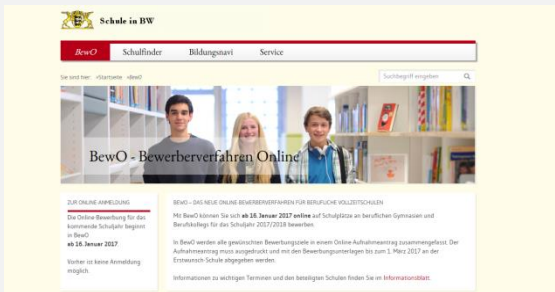 Schule in BW
BewO Schulfinder Bildungsnavi Service
Sie sind hier: »Startseite »BewO
Suchbegriff eingeben
BewO - Bewerberverfahren Online
ZUR ONLINE-ANMELDUNG
Die Online-Bewerbung für das
kommende Schuljahr beginnt
in BewO
ab 16. Januar 2017.
Vorher ist keine Anmeldung
möglich.
BEWO – DAS NEUE ONLINE-BEWERBERVERFAHREN FÜR BERUFLICHE VOLLZEITSCHULEN
Mit BewO können Sie sich ab 16. Januar 2017 online auf Schulplätze an beruflichen Gymnasien und
Berufskollegs für das Schuljahr 2017/2018 bewerben.
In BewO werden alle gewünschten Bewerbungsziele in einem Online-Aufnahmeantrag zusammengefasst. Der
Aufnahmeantrag muss ausgedruckt und mit den Bewerbungsunterlagen bis zum 1. März 2017 an der
Erstwunsch-Schule abgegeben werden.
Informationen zu wichtigen Terminen und den beteiligten Schulen finden Sie im Informationsblatt.